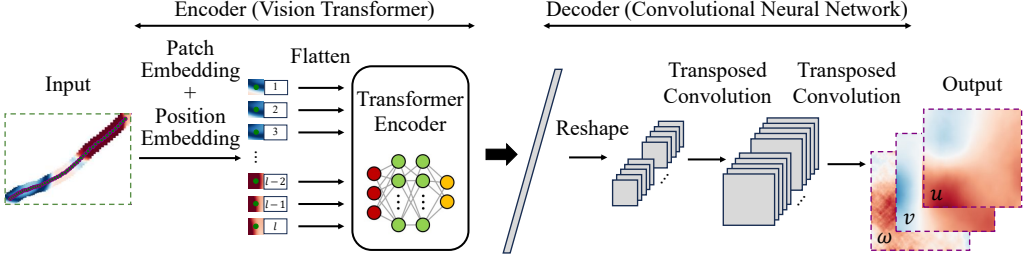 Encoder (Vision Transformer)
Decoder (Convolutional Neural Network)
Input
Patch
Embedding
+
Position
Embedding
Flatten
1
2
3
⋮
l−2
l−1
l
Transformer
Encoder
Reshape
Transposed
Convolution
Transposed
Convolution
Output
ω
v
u